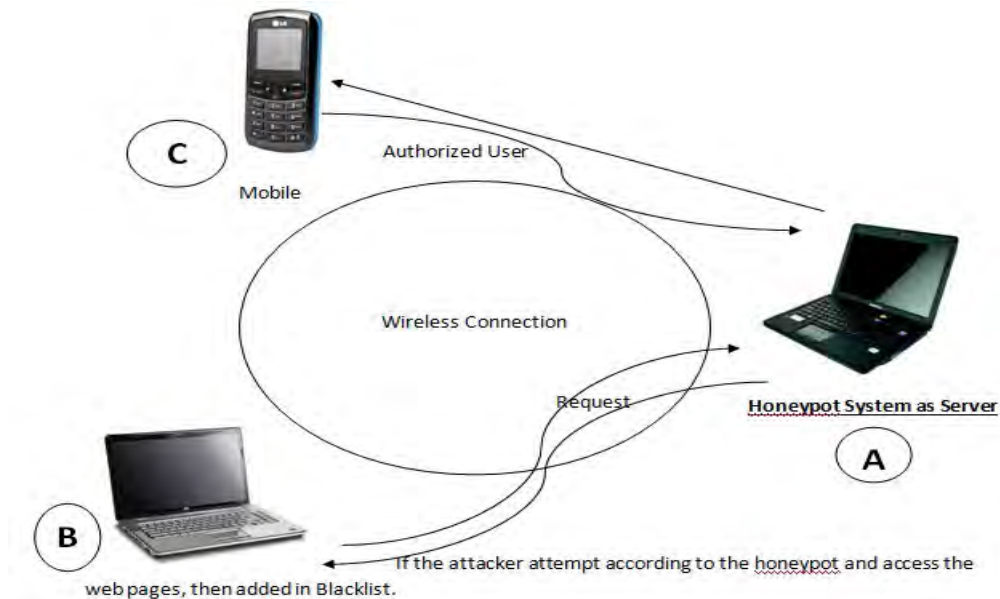 LG
C
Authorized User
Mobile
Wireless Connection
Request
Honeypot System as Server
A
B
If the attacker attempt according to the honeypot and access the
web pages, then added in Blacklist.